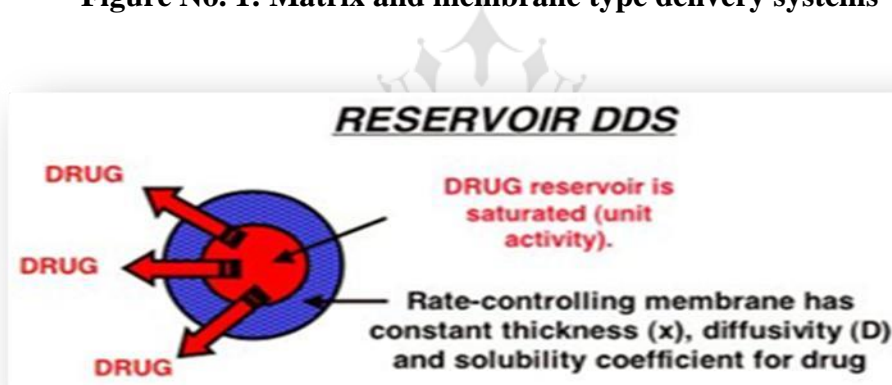 Figure No. 1: Matrix and membrane type delivery systems
RESERVOIR DDS
DRUG
DRUG reservoir is
saturated (unit
activity).
DRUG
Rate-controlling membrane has
constant thickness (x), diffusivity (D)
and solubility coefficient for drug
DRUG